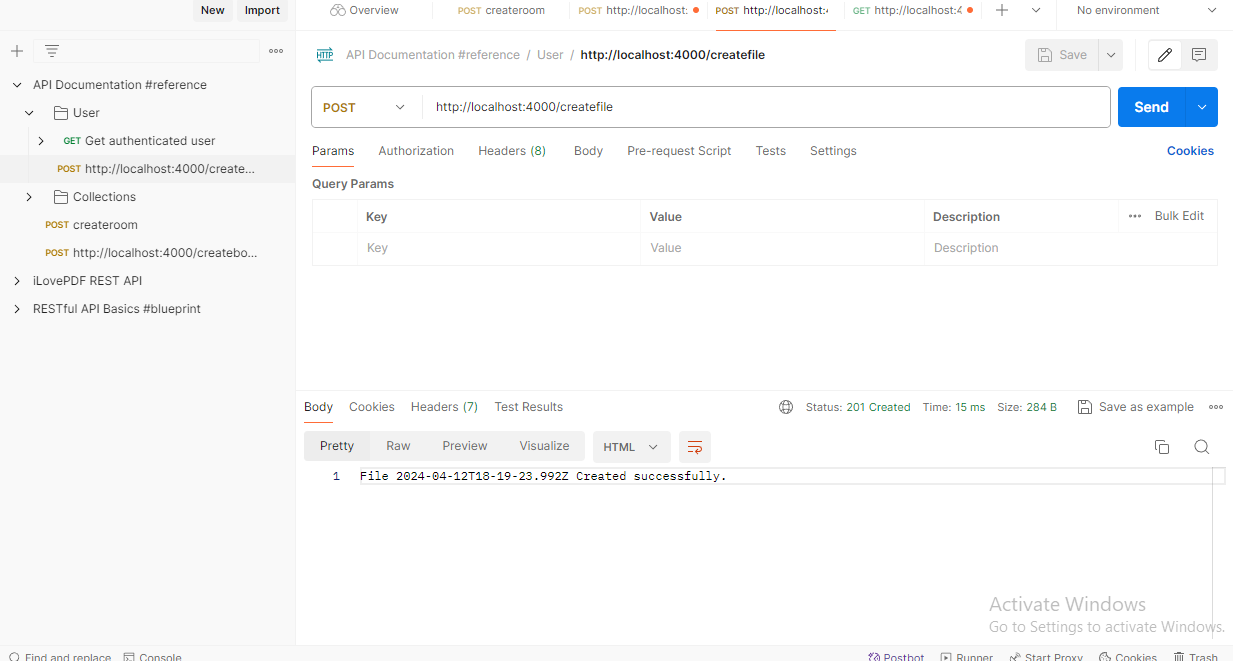 New Import
Overview POST createroom POST http://localhost: POST http://localhost:4 GET http://localhost:4 No environment
HTTP API Documentation #reference / User / http://localhost:4000/createfile Save
API Documentation #reference
User
POST http://localhost:4000/createfile Send
GET Get authenticated user
Params Authorization Headers (8) Body Pre-request Script Tests Settings Cookies
POST http://localhost:4000/create...
Query Params
Collections
Key Value Description Bulk Edit
POST createroom
Key Value Description
POST http://localhost:4000/createbo...
iLovePDF REST API
RESTful API Basics #blueprint
Body Cookies Headers (7) Test Results Status: 201 Created Time: 15 ms Size: 284 B Save as example
Pretty Raw Preview Visualize HTML
1 File 2024-04-12T18-19-23.992Z Created successfully.
Activate Windows
Go to Settings to activate Windows.
Find and replace Console Postbot Runner Start Proxy Cookies Trash